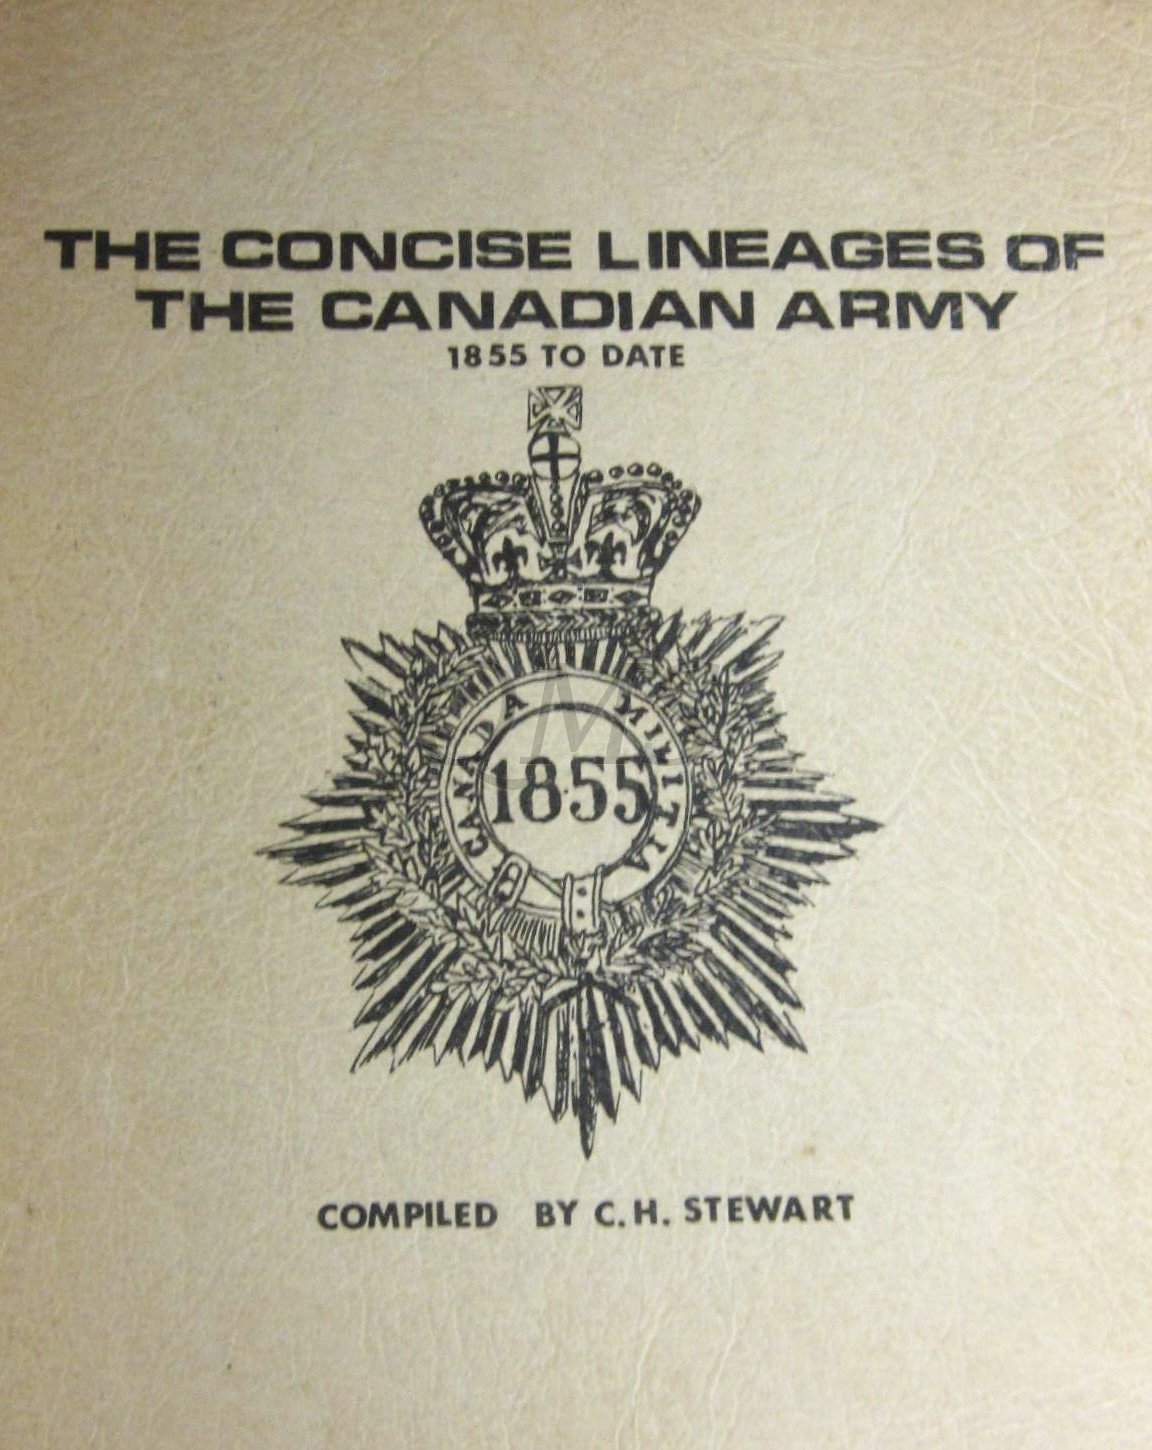 THE CONCISE LINEAGES OF
THE CANADIAN ARMY
1855 TO DATE
CANADA MILITIA
1855
COMPILED BY C.H. STEWART